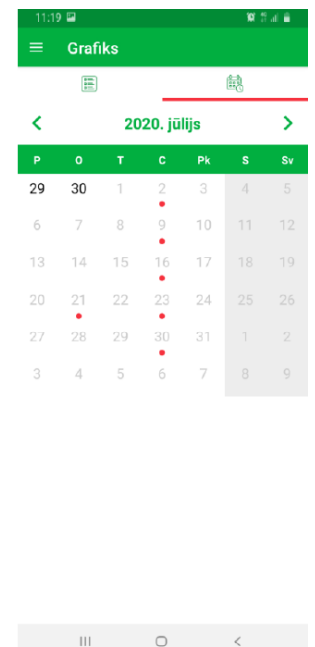 11:19
Grafiks
2020. jūlijs
P O T C Pk S Sv
29 30 1 2 3 4 5
6 7 8 9 10 11 12
13 14 15 16 17 18 19
20 21 22 23 24 25 26
27 28 29 30 31 1 2
3 4 5 6 7 8 9